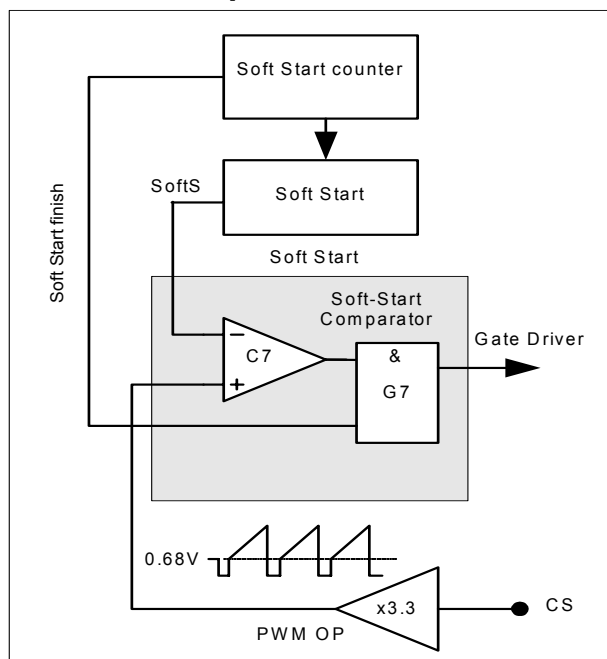 Soft Start counter
SoftS
Soft Start
Soft Start finish
Soft Start
Soft-Start
Comparator
Gate Driver
−
C7
+
&
G7
0.68V
x3.3
CS
PWM OP